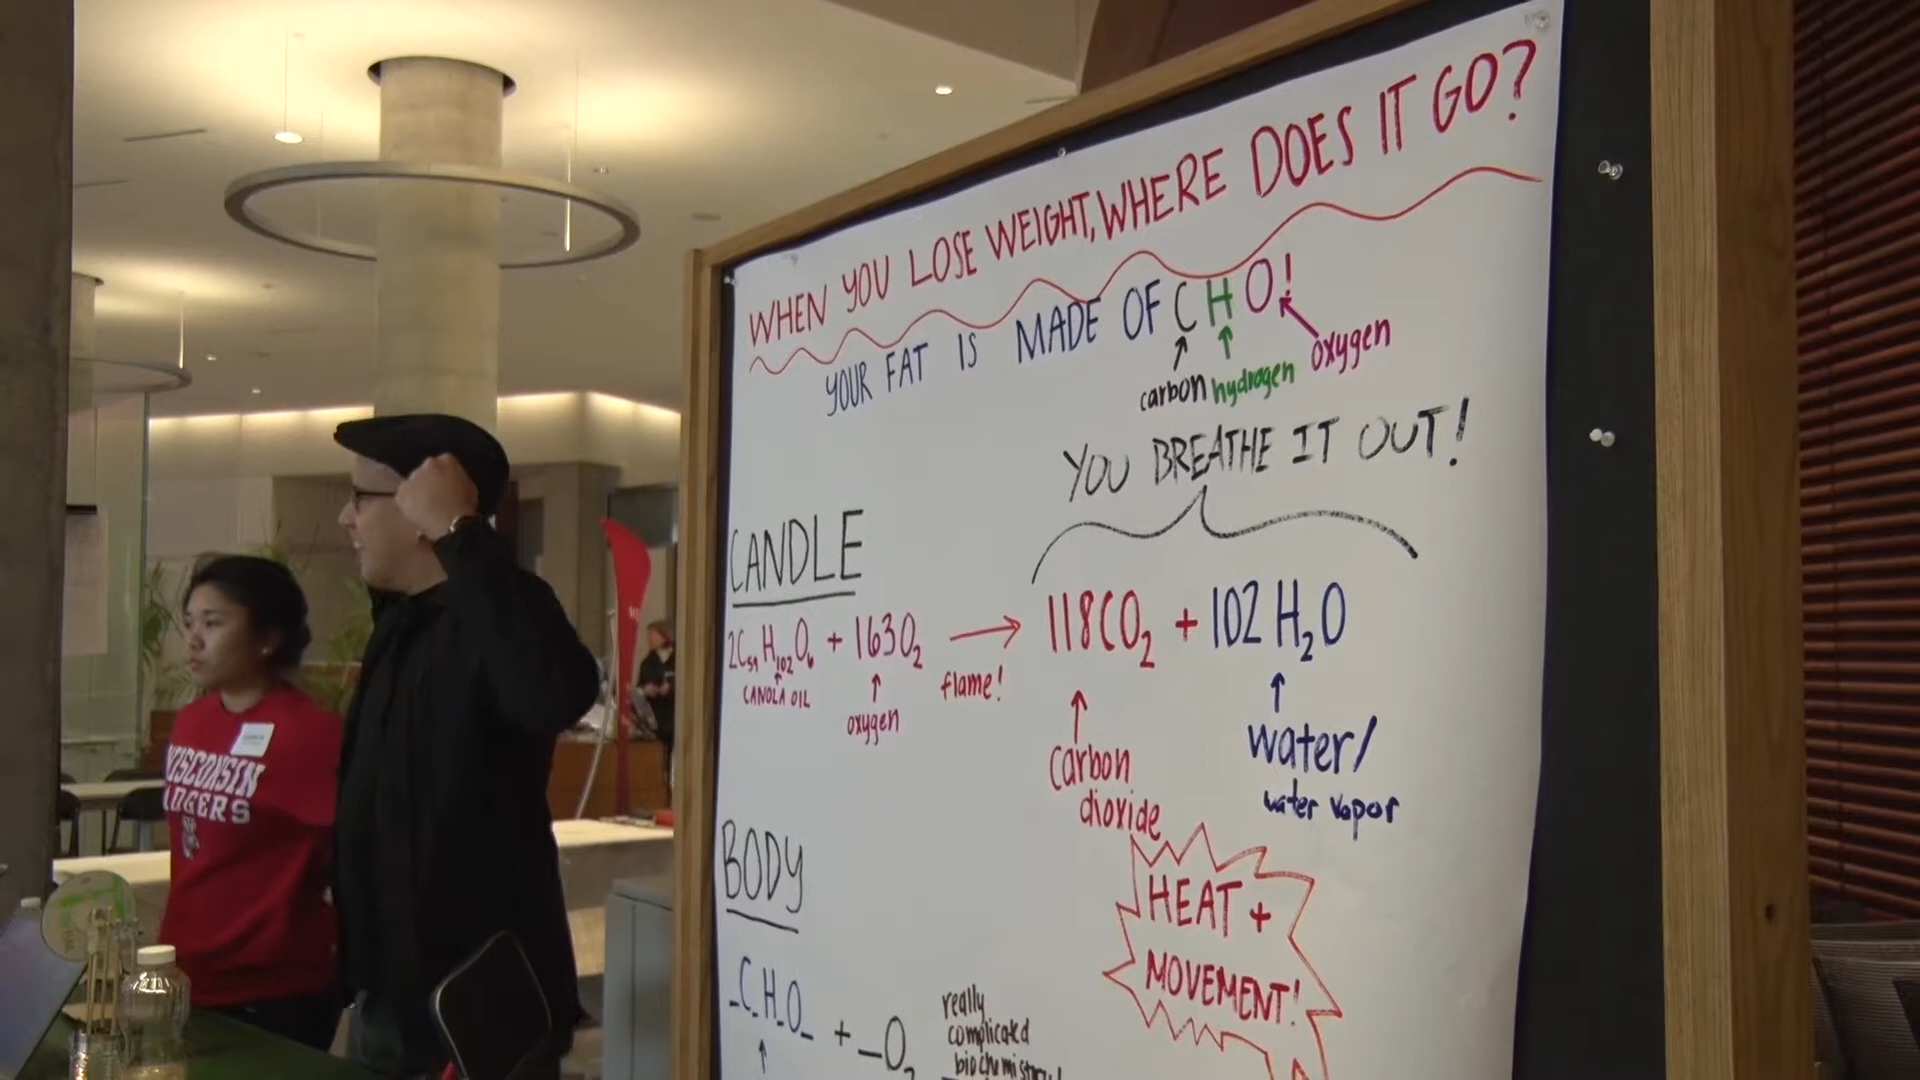 WHEN YOU LOSE WEIGHT, WHERE DOES IT GO?
YOUR FAT IS MADE OF C H O!
carbon hydrogen oxygen
YOU BREATHE IT OUT!
CANDLE
2C₅₉H₁₀₂O₆ + 163O₂ → 118CO₂ + 102H₂O
CANOLA OIL
oxygen
flame!
carbon
dioxide
water/
water vapor
HEAT +
MOVEMENT!
BODY
_C_H_O_ + _O₂
really
complicated
biochemistry!
WISCONSIN
BADGERS